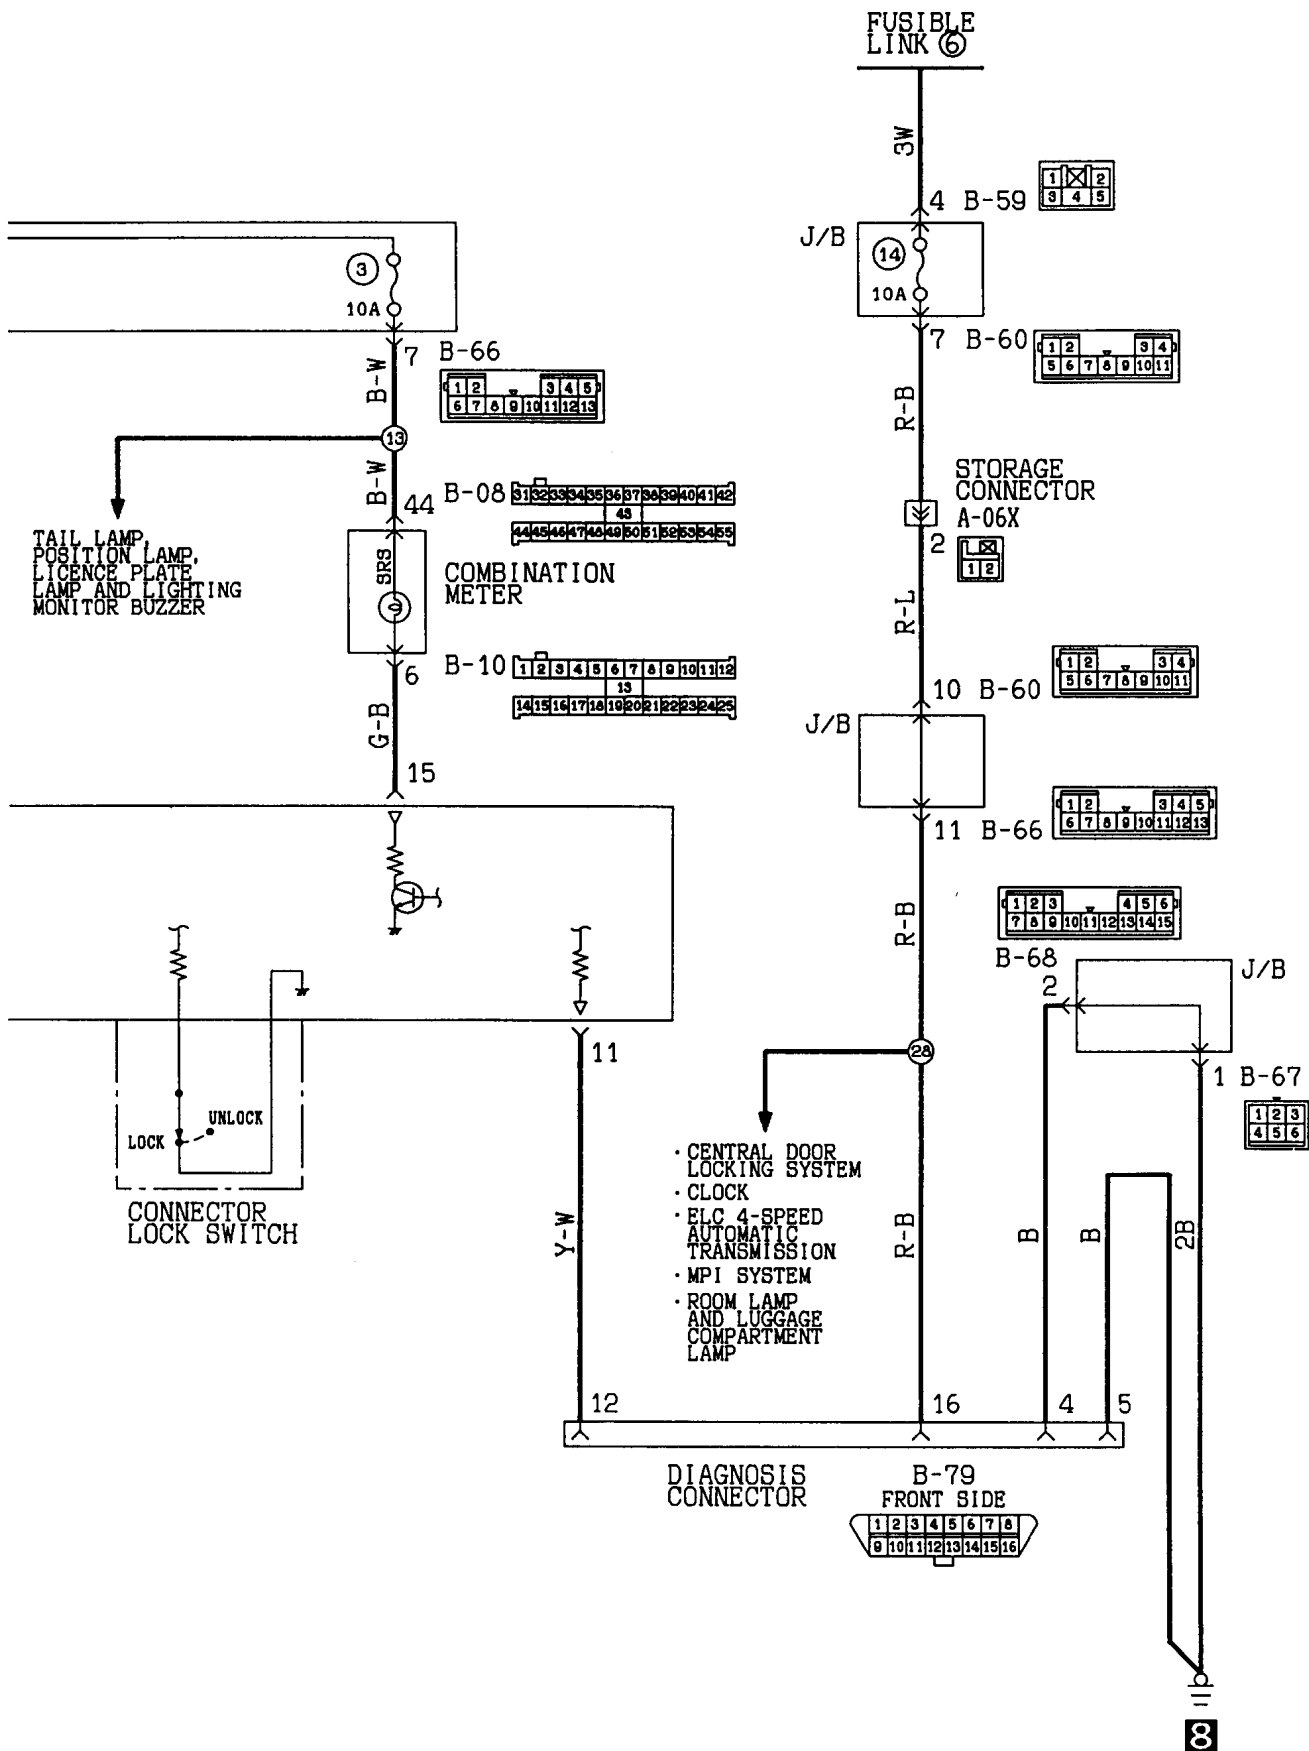 FUSIBLE
LINK ⑥
3W
4 B-59
1 2
3 4 5
J/B
⑭
10A
③
10A
7 B-60
1 2 3 4
5 6 7 8 9 10 11
7 B-66
1 2 3 4 5
6 7 8 9 10 11 12 13
B-W
R-B
⑬
B-W
STORAGE
CONNECTOR
A-06X
2
1 2
44 B-08
31 32 33 34 35 36 37 38 39 40 41 42
43
44 45 46 47 48 49 50 51 52 53 54 55
TAIL LAMP,
POSITION LAMP,
LICENCE PLATE
LAMP AND LIGHTING
MONITOR BUZZER
SRS
COMBINATION
METER
R-L
6 B-10
1 2 3 4 5 6 7 8 9 10 11 12
13
14 15 16 17 18 19 20 21 22 23 24 25
10 B-60
1 2 3 4
5 6 7 8 9 10 11
G-B
J/B
15
11 B-66
1 2 3 4 5
6 7 8 9 10 11 12 13
R-B
1 2 3 4 5 6
7 8 9 10 11 12 13 14 15
B-68
2
J/B
11
㉘
1 B-67
1 2 3
4 5 6
UNLOCK
LOCK
CONNECTOR
LOCK SWITCH
· CENTRAL DOOR
LOCKING SYSTEM
· CLOCK
· ELC 4-SPEED
AUTOMATIC
TRANSMISSION
· MPI SYSTEM
· ROOM LAMP
AND LUGGAGE
COMPARTMENT
LAMP
Y-W
R-B
B
B
2B
12
16
4
5
DIAGNOSIS
CONNECTOR
B-79
FRONT SIDE
1 2 3 4 5 6 7 8
9 10 11 12 13 14 15 16
8